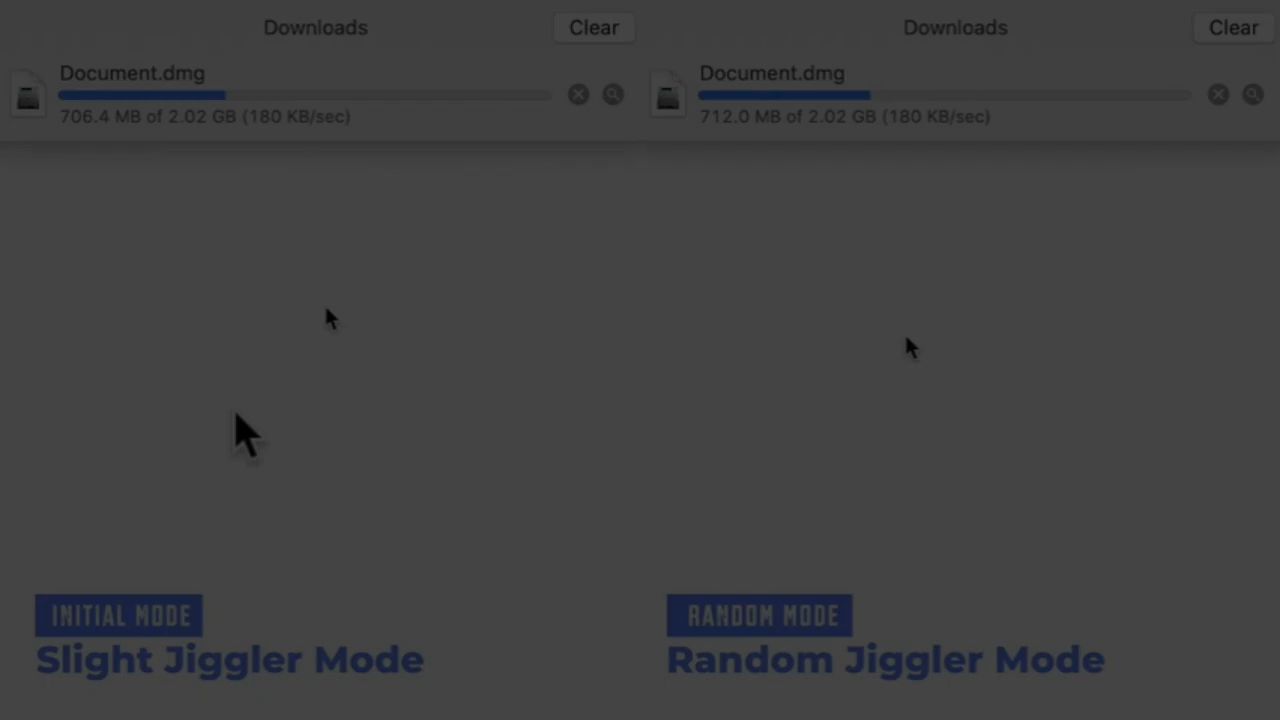 Downloads
Clear
Document.dmg
706.4 MB of 2.02 GB (180 KB/sec)
INITIAL MODE
Slight Jiggler Mode
Downloads
Clear
Document.dmg
712.0 MB of 2.02 GB (180 KB/sec)
RANDOM MODE
Random Jiggler Mode